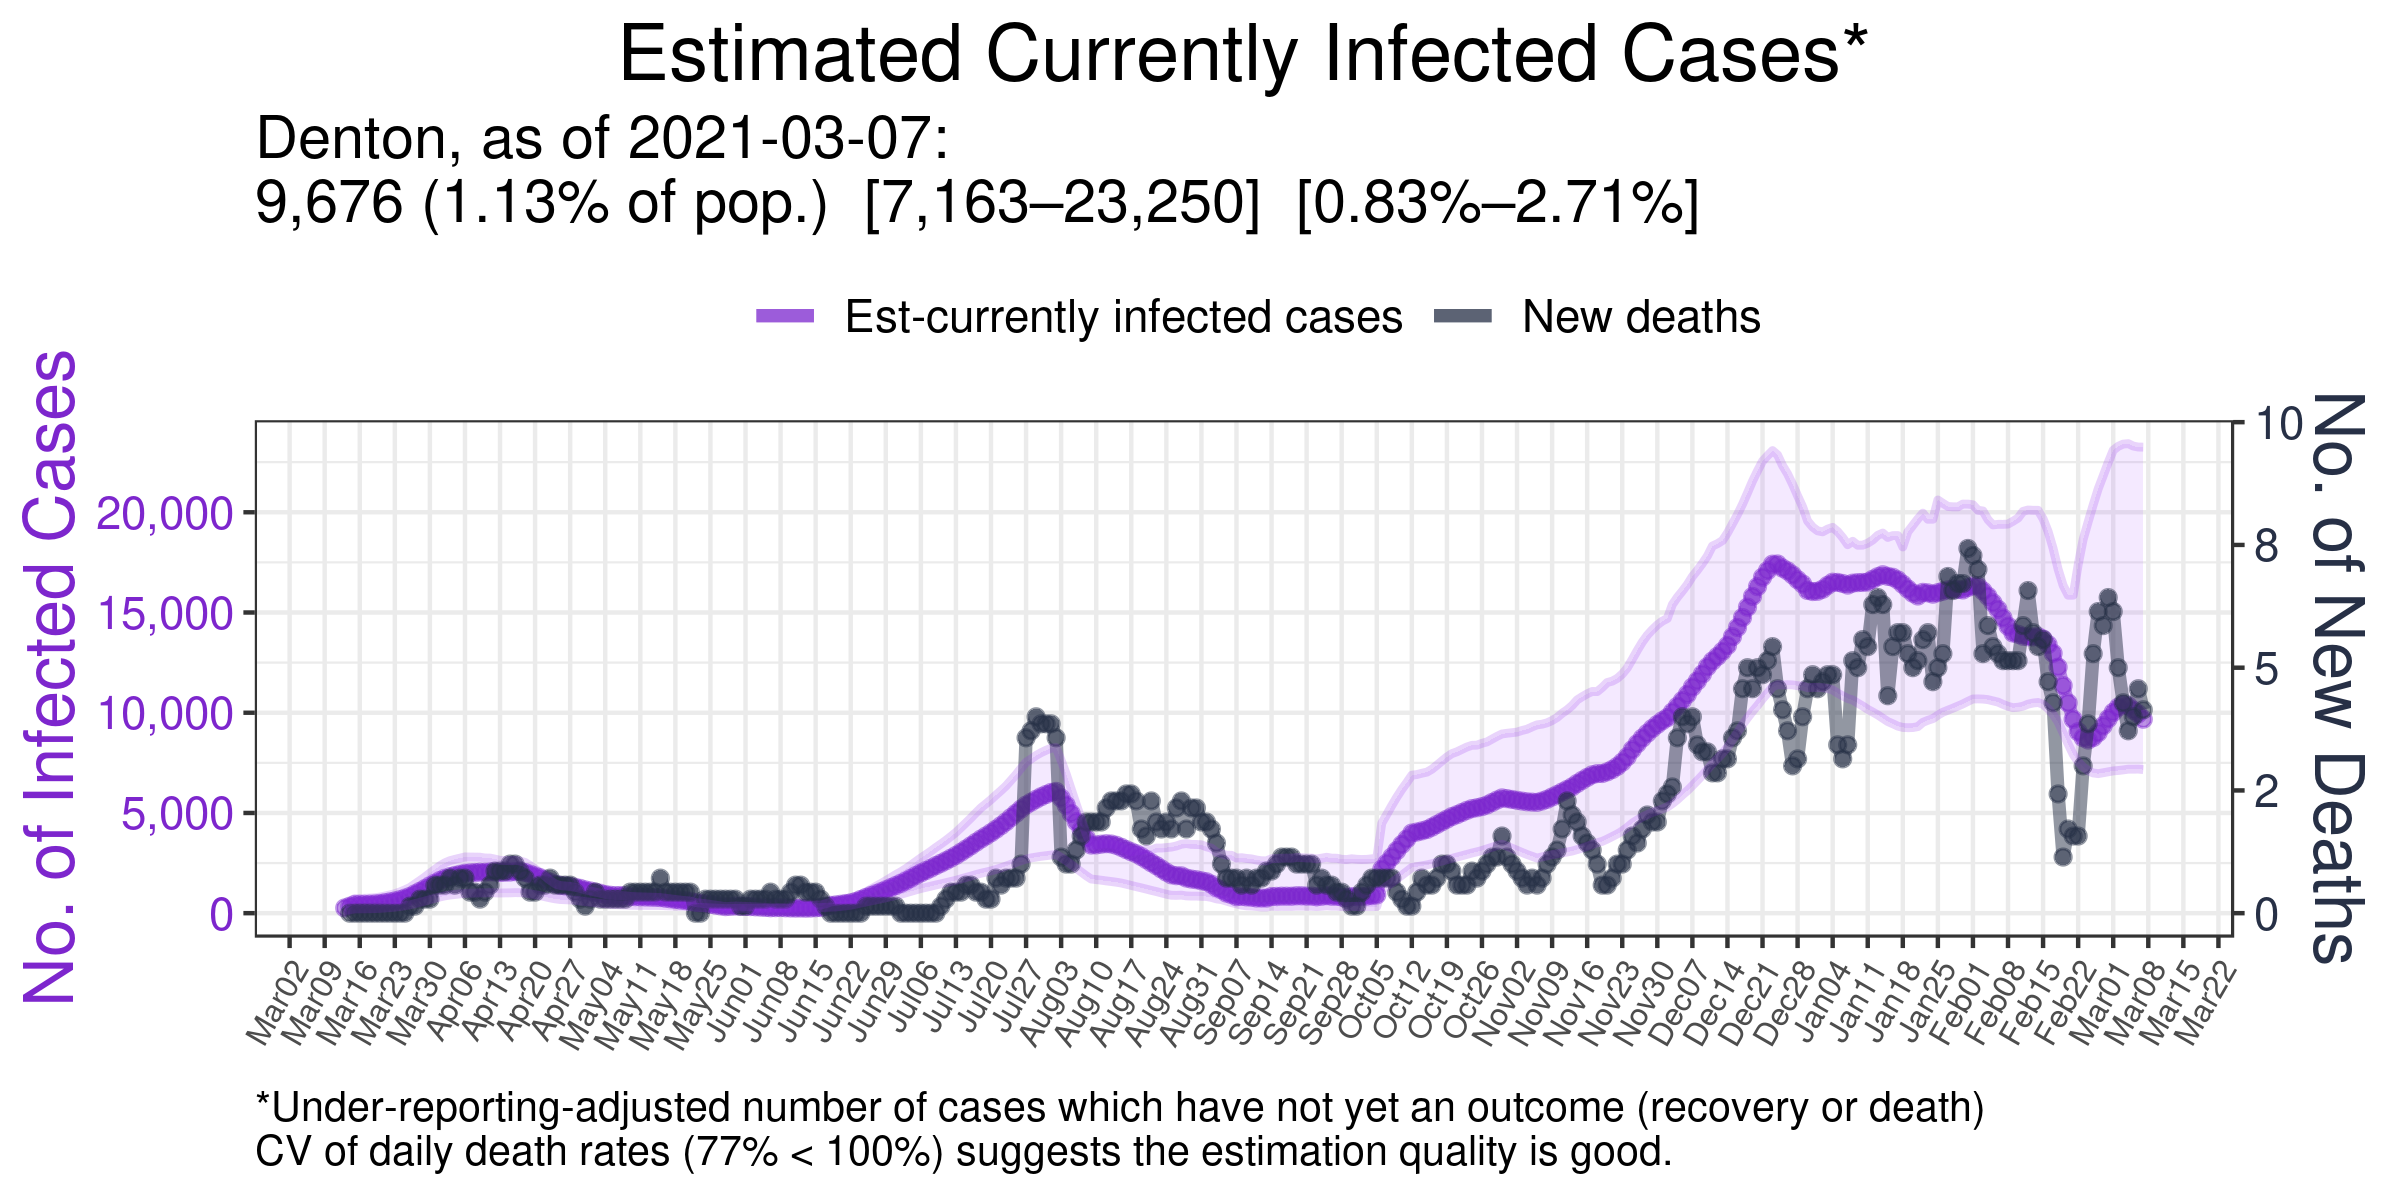 Estimated Currently Infected Cases*
Denton, as of 2021-03-07:
9,676 (1.13% of pop.) [7,163–23,250] [0.83%–2.71%]
Est-currently infected cases New deaths
No. of Infected Cases
20,000
15,000
10,000
5,000
0
10
8
5
2
0
No. of New Deaths
Mar02 Mar09 Mar16 Mar23 Mar30 Apr06 Apr13 Apr20 Apr27 May04 May11 May18 May25 Jun01 Jun08 Jun15 Jun22 Jun29 Jul06 Jul13 Jul20 Jul27 Aug03 Aug10 Aug17 Aug24 Aug31 Sep07 Sep14 Sep21 Sep28 Oct05 Oct12 Oct19 Oct26 Nov02 Nov09 Nov16 Nov23 Nov30 Dec07 Dec14 Dec21 Dec28 Jan04 Jan11 Jan18 Jan25 Feb01 Feb08 Feb15 Feb22 Mar01 Mar08 Mar15 Mar22
*Under-reporting-adjusted number of cases which have not yet an outcome (recovery or death)
CV of daily death rates (77% < 100%) suggests the estimation quality is good.